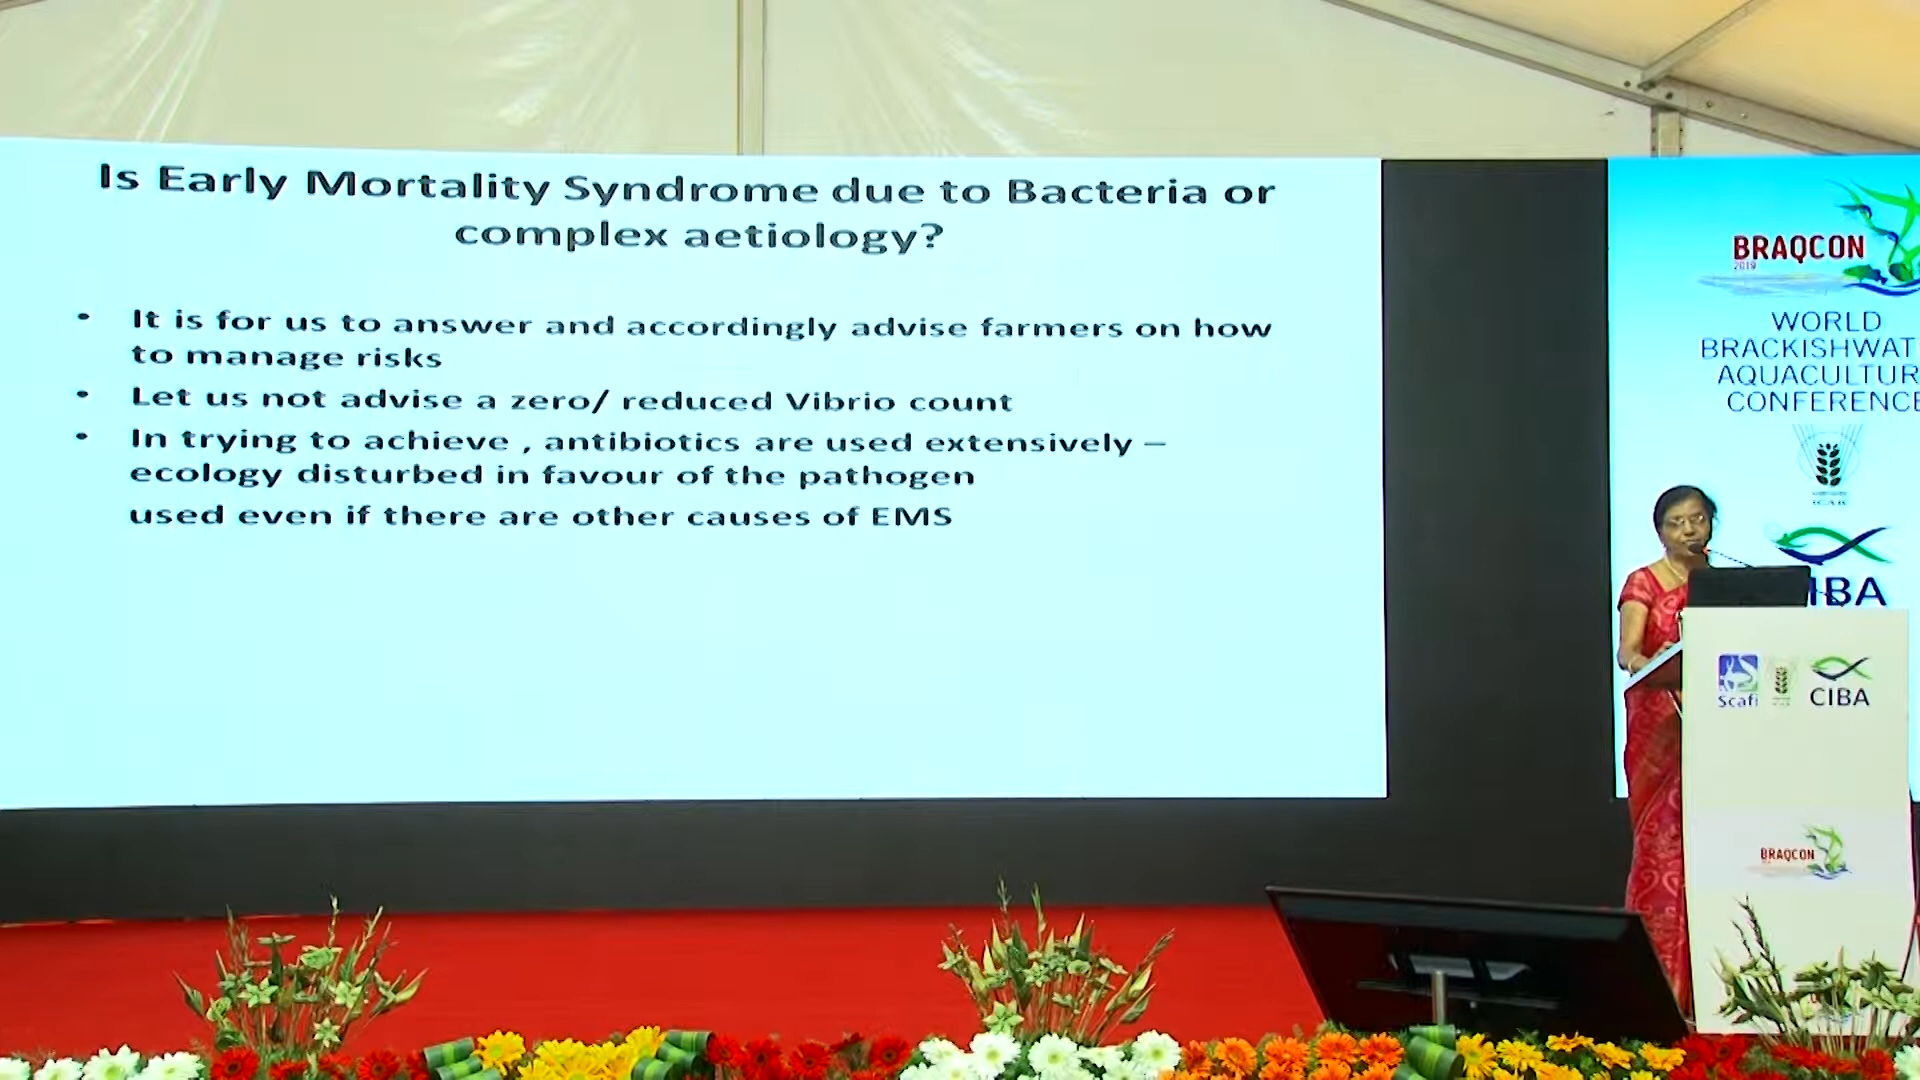 Is Early Mortality Syndrome due to Bacteria or
complex aetiology?
• It is for us to answer and accordingly advise farmers on how
to manage risks
• Let us not advise a zero/ reduced Vibrio count
• In trying to achieve , antibiotics are used extensively –
ecology disturbed in favour of the pathogen
used even if there are other causes of EMS
BRAQCON
2019
WORLD
BRACKISHWAT
AQUACULTUR
CONFERENCE
IBA
Scafi
CIBA
BRAQCON